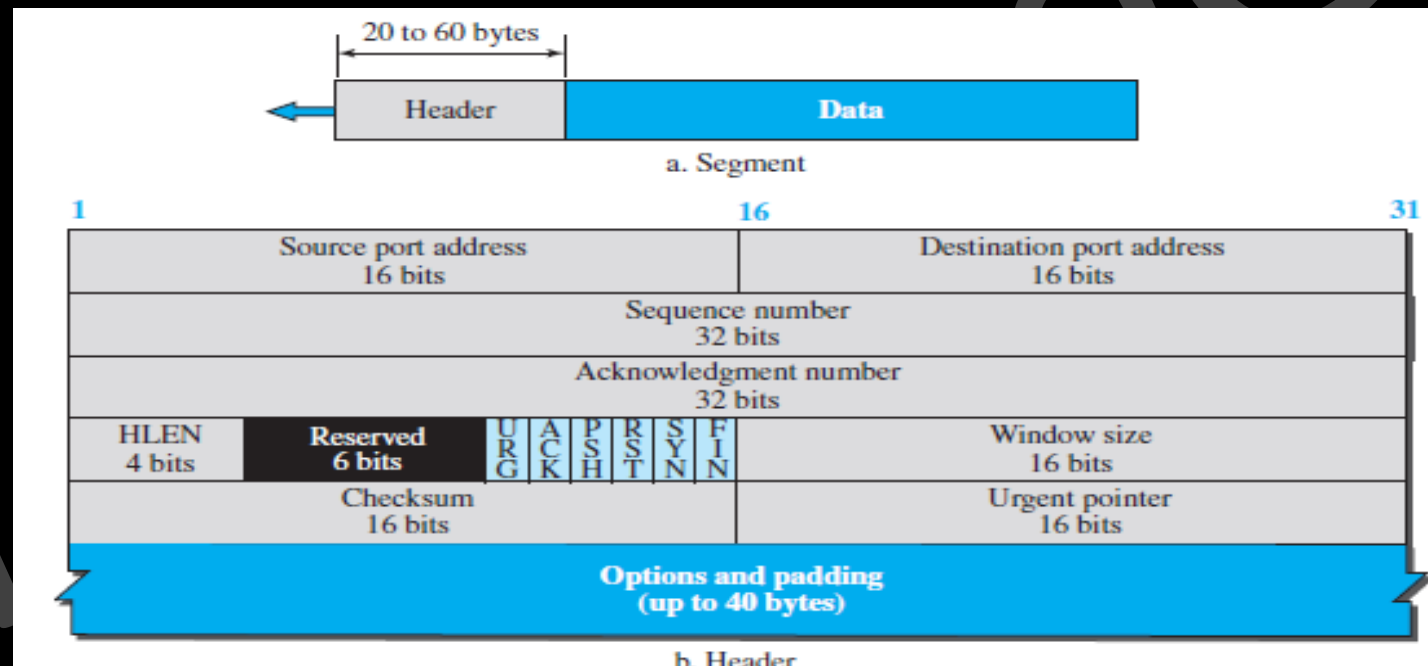 20 to 60 bytes
Header Data
a. Segment
1 16 31
Source port address Destination port address
16 bits 16 bits
Sequence number
32 bits
Acknowledgment number
32 bits
HLEN Reserved URG ACK PSH RST SYN FIN Window size
4 bits 6 bits 16 bits
Checksum Urgent pointer
16 bits 16 bits
Options and padding
(up to 40 bytes)
b. Header